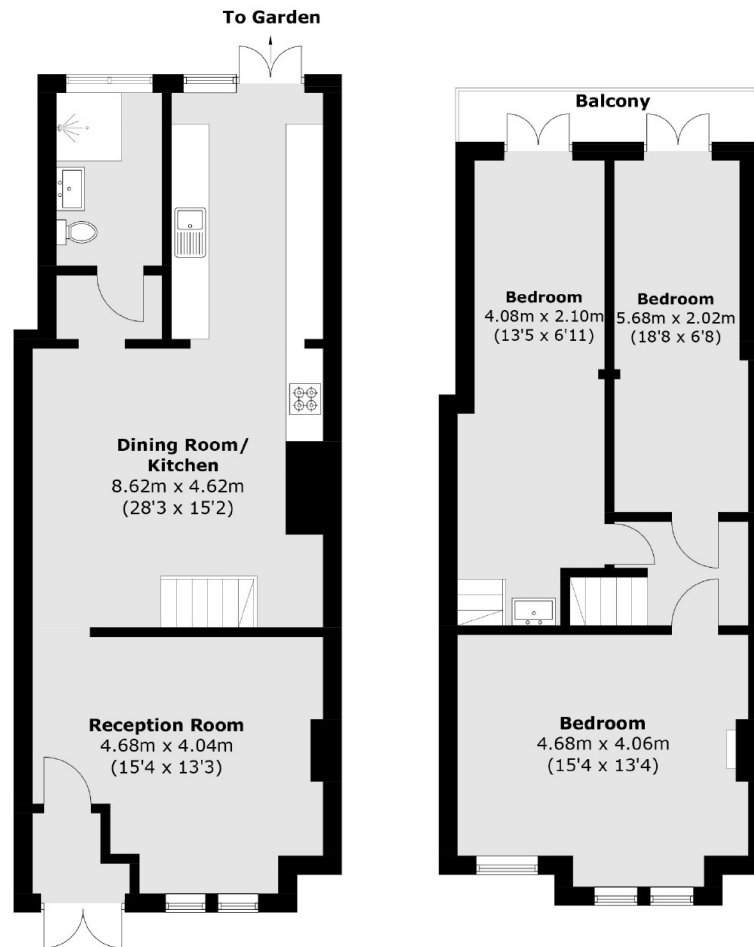 To Garden
Dining Room/
Kitchen
8.62m x 4.62m
(28'3 x 15'2)
Reception Room
4.68m x 4.04m
(15'4 x 13'3)
Balcony
Bedroom
4.08m x 2.10m
(13'5 x 6'11)
Bedroom
5.68m x 2.02m
(18'8 x 6'8)
Bedroom
4.68m x 4.06m
(15'4 x 13'4)